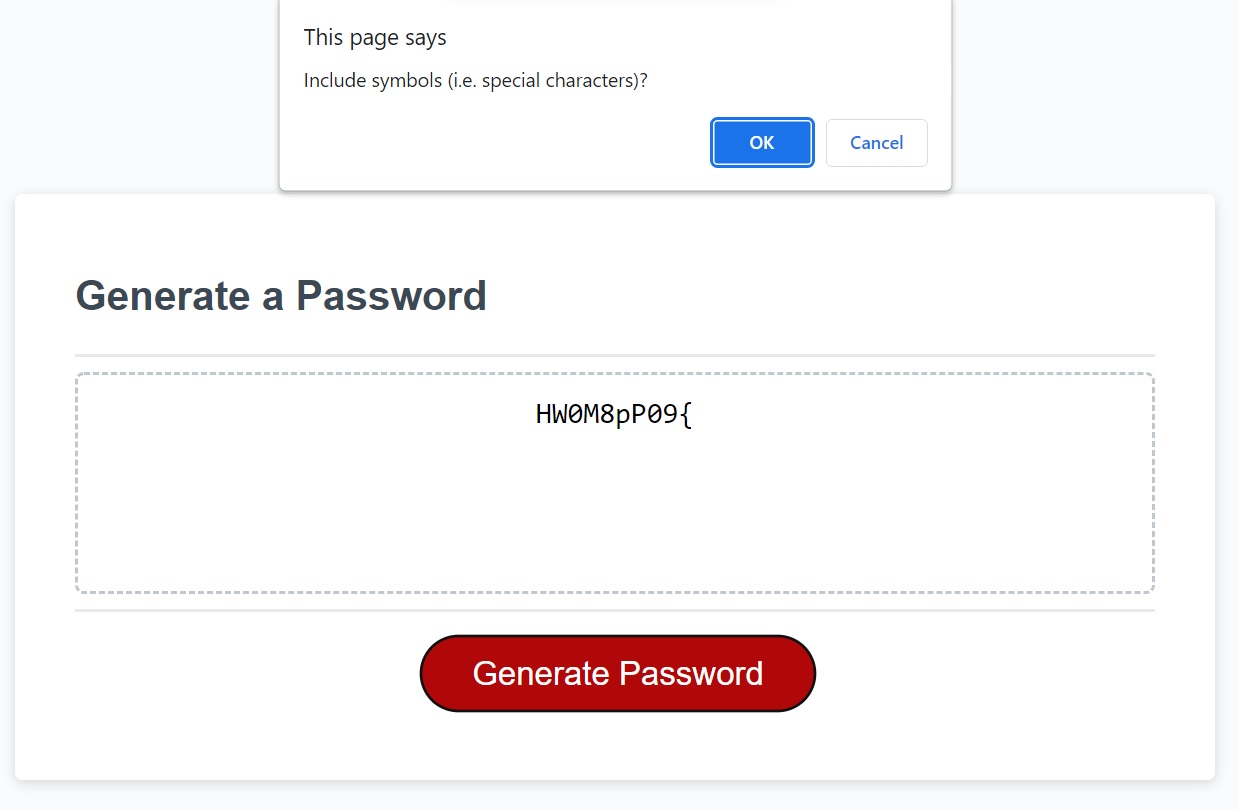 This page says
Include symbols (i.e. special characters)?
OK Cancel
Generate a Password
HW0M8pP09{
Generate Password